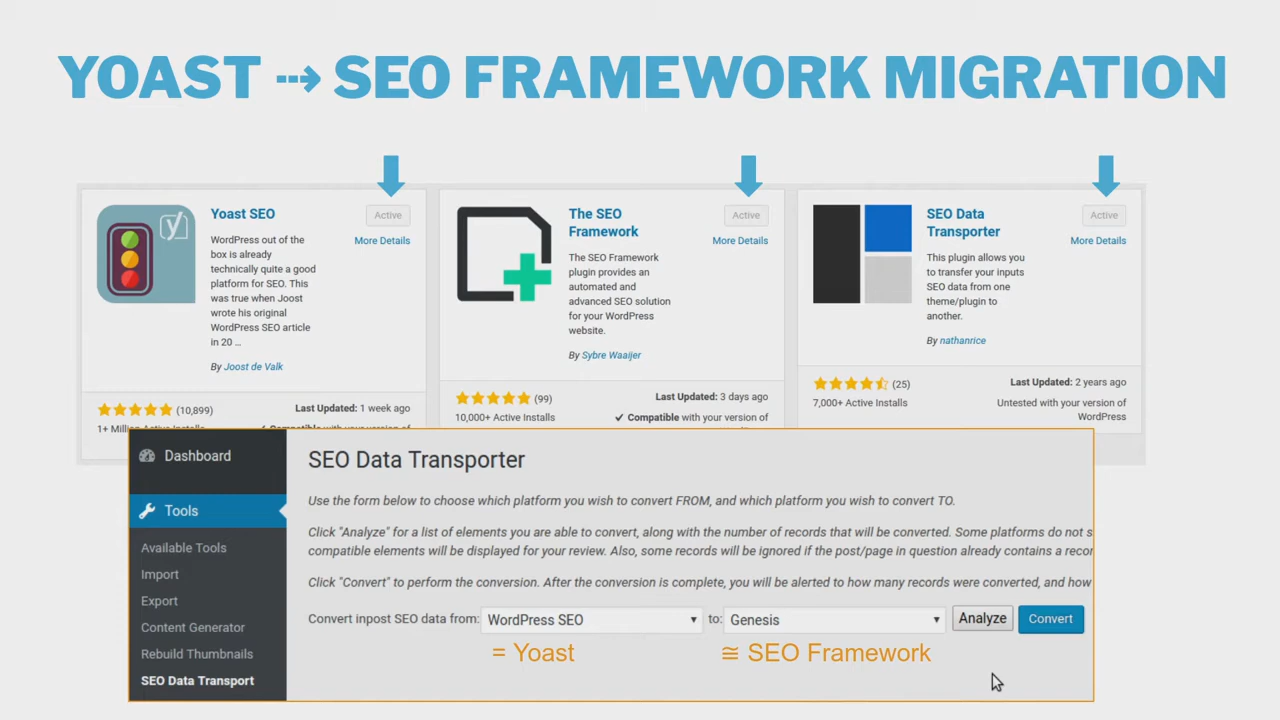 YOAST ⇢ SEO FRAMEWORK MIGRATION
Yoast SEO
Active
More Details
WordPress out of the
box is already
technically quite a good
platform for SEO. This
was true when Joost
wrote his original
WordPress SEO article
in 20 …
By Joost de Valk
(10,899)
Last Updated: 1 week ago
1+ Million Active Installs
Compatible with your version of
The SEO
Framework
Active
More Details
The SEO Framework
plugin provides an
automated and
advanced SEO solution
for your WordPress
website.
By Sybre Waaijer
(99)
Last Updated: 3 days ago
10,000+ Active Installs
✔ Compatible with your version of
SEO Data
Transporter
Active
More Details
This plugin allows you
to transfer your inputs
SEO data from one
theme/plugin to
another.
By nathanrice
(25)
Last Updated: 2 years ago
7,000+ Active Installs
Untested with your version of
WordPress
Dashboard
Tools
Available Tools
Import
Export
Content Generator
Rebuild Thumbnails
SEO Data Transport
SEO Data Transporter
Use the form below to choose which platform you wish to convert FROM, and which platform you wish to convert TO.
Click "Analyze" for a list of elements you are able to convert, along with the number of records that will be converted. Some platforms do not s
compatible elements will be displayed for your review. Also, some records will be ignored if the post/page in question already contains a recor
Click "Convert" to perform the conversion. After the conversion is complete, you will be alerted to how many records were converted, and how
Convert inpost SEO data from: WordPress SEO to: Genesis Analyze Convert
= Yoast ≅ SEO Framework